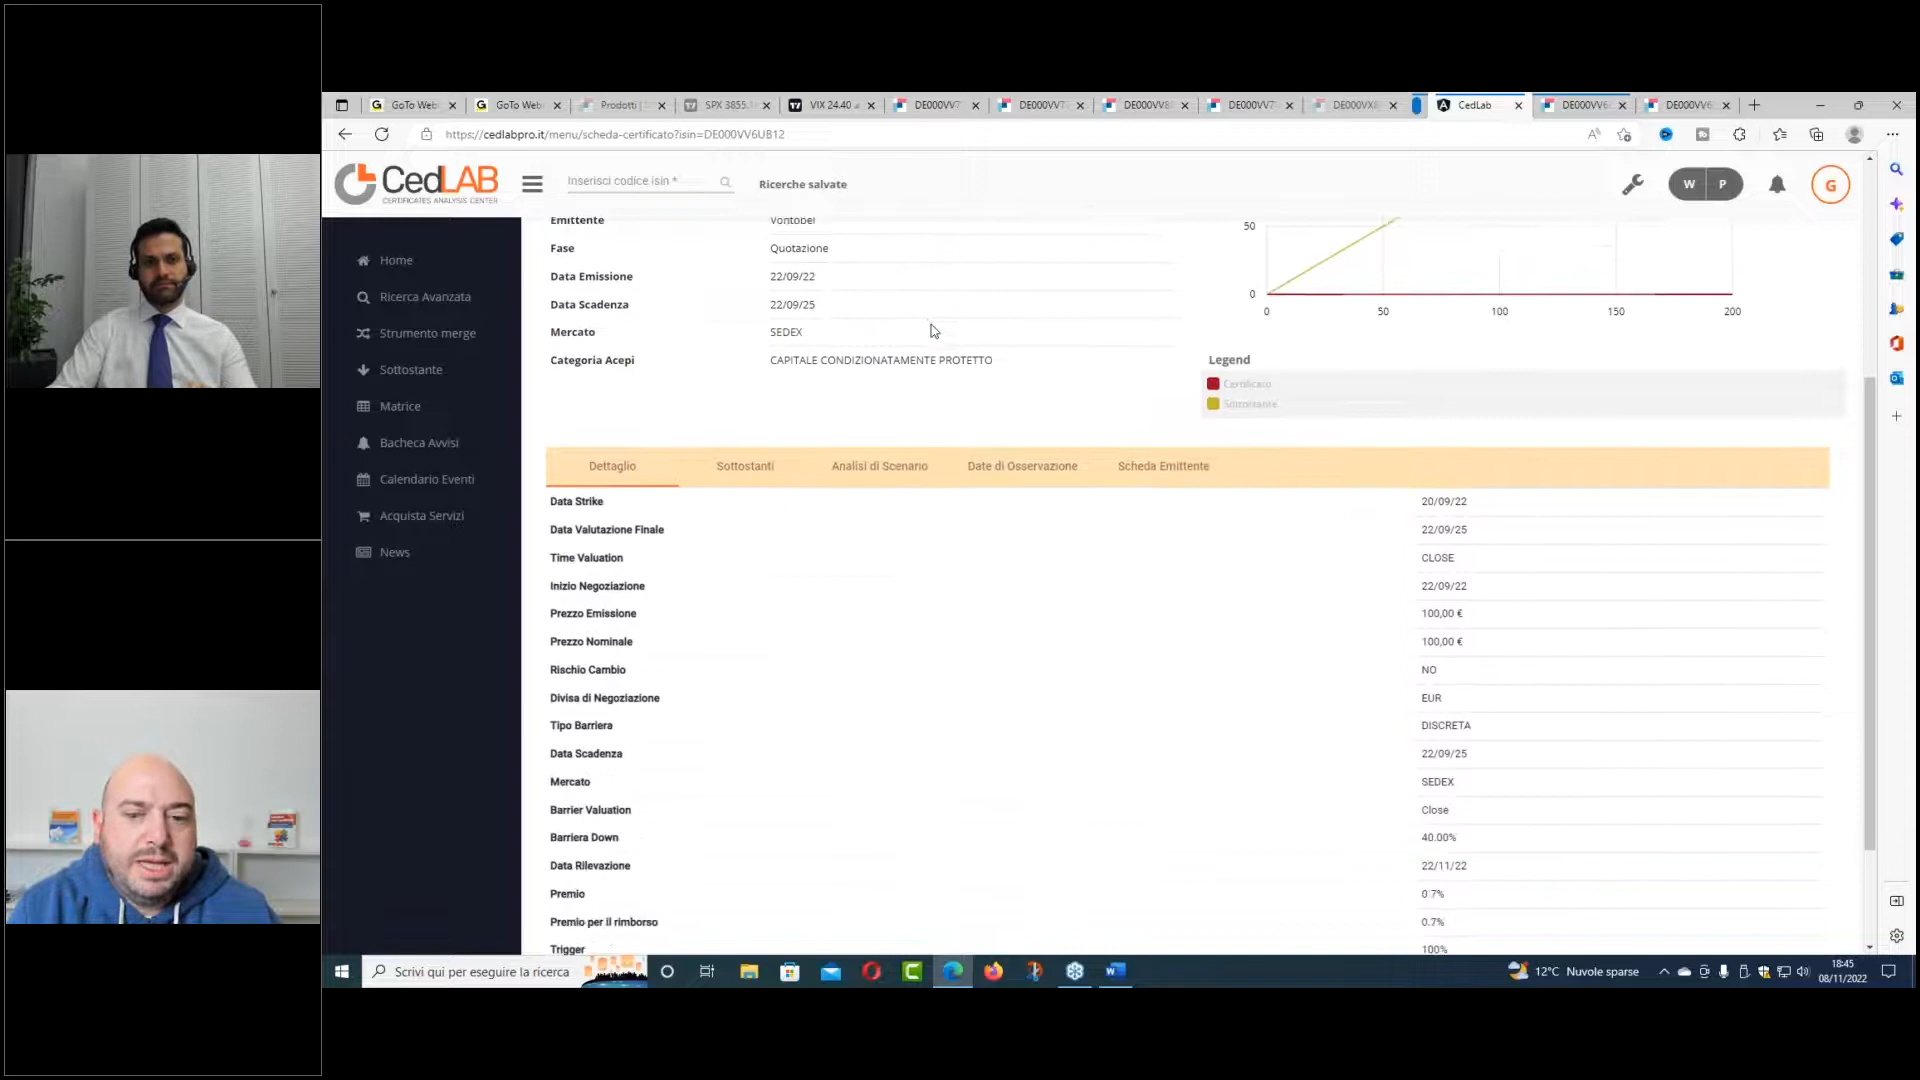 GoTo Web
GoTo Web
Prodotti |
SPX 3855.
VIX 24.40
DE000VV7
DE000VV7
DE000VV8
DE000VV7
DE000VX8
CedLab
DE000VV6
DE000VV6
https://cedlabpro.it/menu/scheda-certificato?isin=DE000VV6UB12
CedLAB
CERTIFICATES ANALYSIS CENTER
Inserisci codice isin *
Ricerche salvate
W P
G
Home
Ricerca Avanzata
Strumento merge
Sottostante
Matrice
Bacheca Avvisi
Calendario Eventi
Acquista Servizi
News
Emittente Vontobel
Fase Quotazione
Data Emissione 22/09/22
Data Scadenza 22/09/25
Mercato SEDEX
Categoria Acepi CAPITALE CONDIZIONATAMENTE PROTETTO
50
0
0 50 100 150 200
Legend
Certificato
Sottostante
Dettaglio Sottostanti Analisi di Scenario Date di Osservazione Scheda Emittente
Data Strike 20/09/22
Data Valutazione Finale 22/09/25
Time Valuation CLOSE
Inizio Negoziazione 22/09/22
Prezzo Emissione 100,00 €
Prezzo Nominale 100,00 €
Rischio Cambio NO
Divisa di Negoziazione EUR
Tipo Barriera DISCRETA
Data Scadenza 22/09/25
Mercato SEDEX
Barrier Valuation Close
Barriera Down 40.00%
Data Rilevazione 22/11/22
Premio 0.7%
Premio per il rimborso 0.7%
Trigger 100%
Scrivi qui per eseguire la ricerca
12°C Nuvole sparse
18:45
08/11/2022